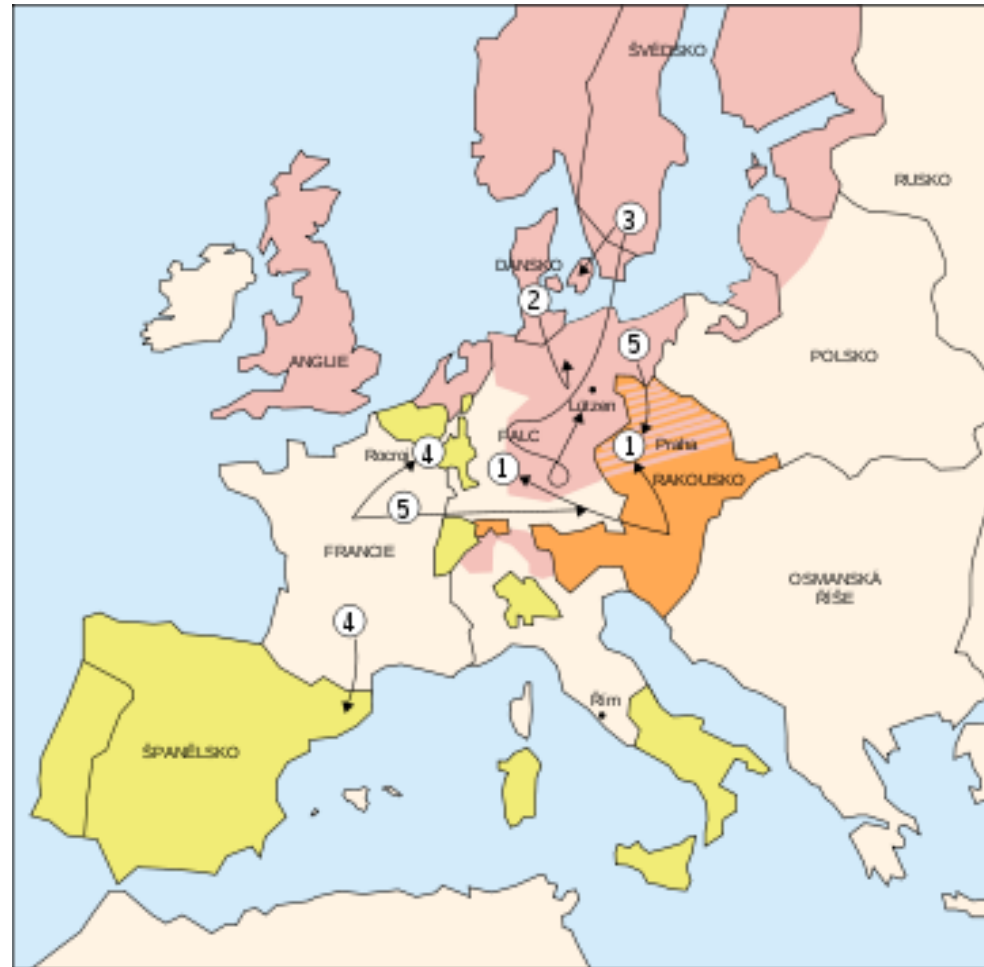 ŠVÉDSKO
RUSKO
3
DÁNSKO
2
5
ANGLIE
POLSKO
Lützen
FALC
1
Praha
Rocroi
4
1
RAKOUSKO
5
FRANCIE
OSMANSKÁ
ŘÍŠE
4
Řím
ŠPANĚLSKO